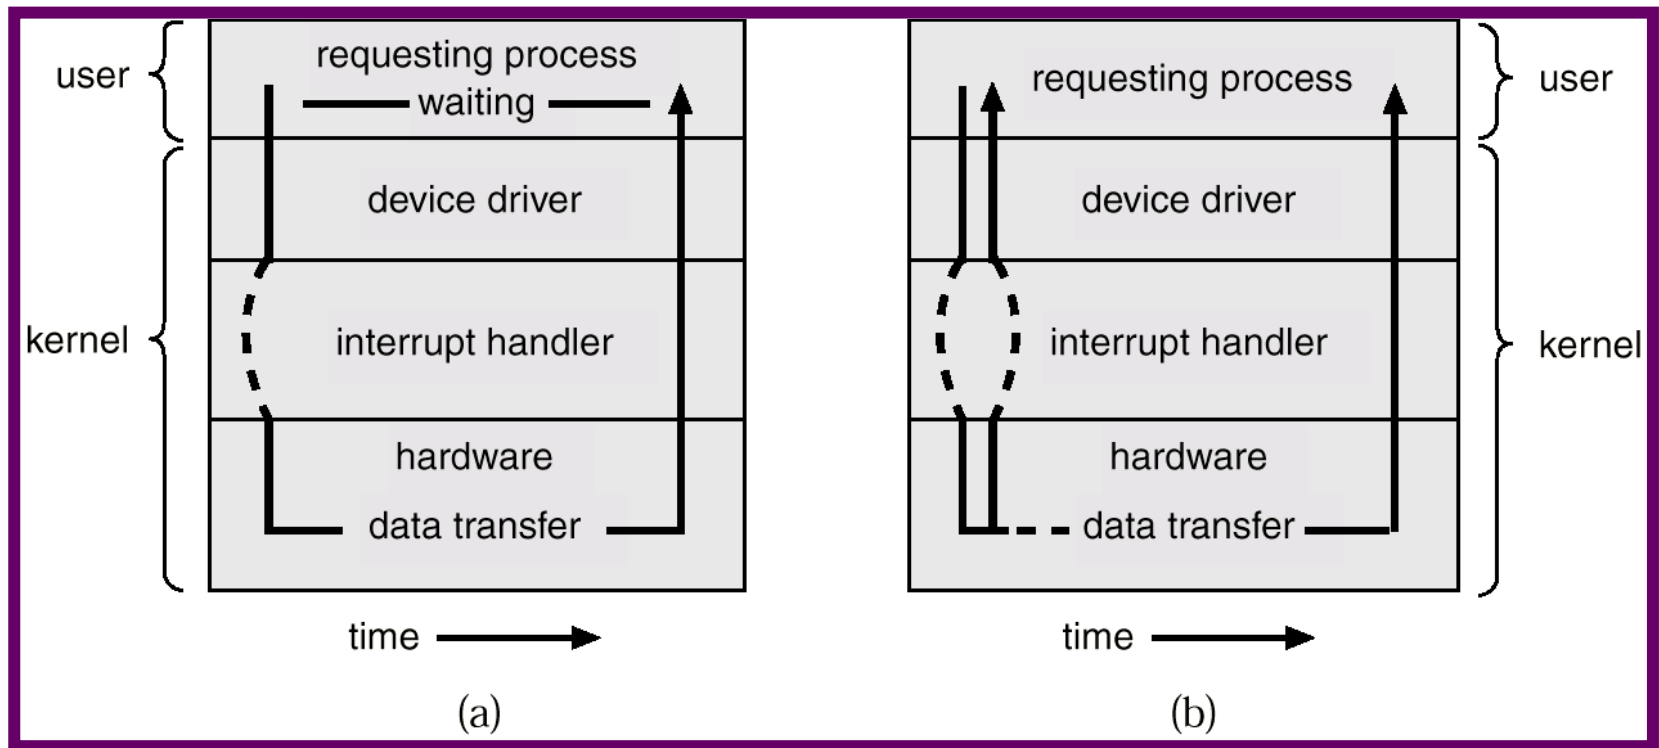 user
requesting process
waiting
device driver
kernel
interrupt handler
hardware
data transfer
time
(a)
requesting process
user
device driver
interrupt handler
kernel
hardware
data transfer
time
(b)